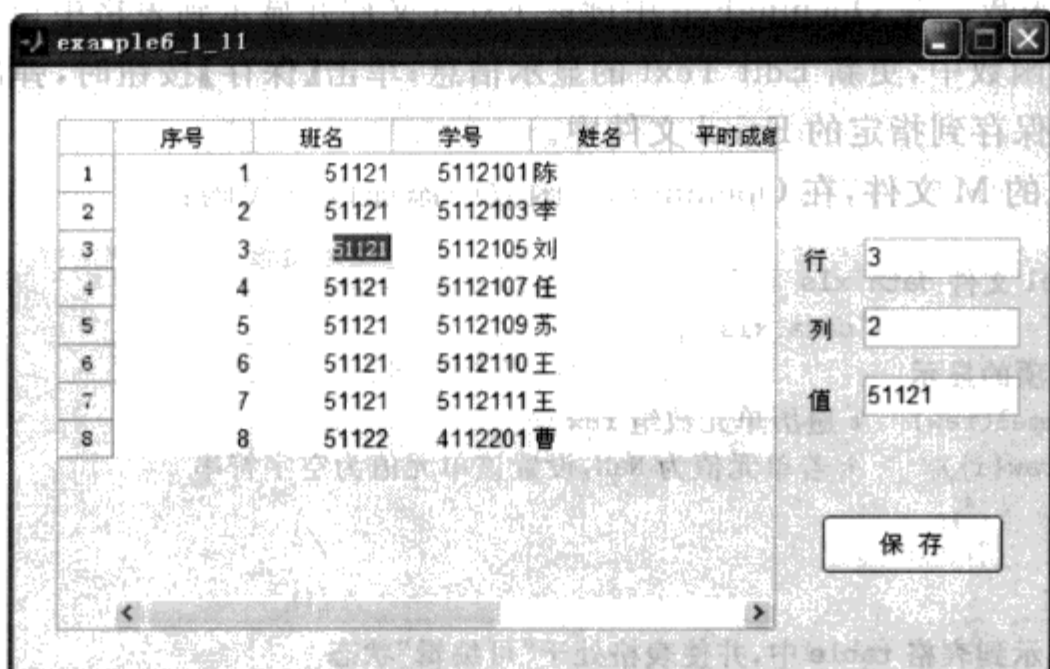 example6_1_11
序号 班名 学号 姓名 平时成绩
1 1 51121 5112101 陈
2 2 51121 5112103 李
3 3 51121 5112105 刘
4 4 51121 5112107 任
5 5 51121 5112109 苏
6 6 51121 5112110 王
7 7 51121 5112111 王
8 8 51122 4112201 曹
行 3
列 2
值 51121
保存